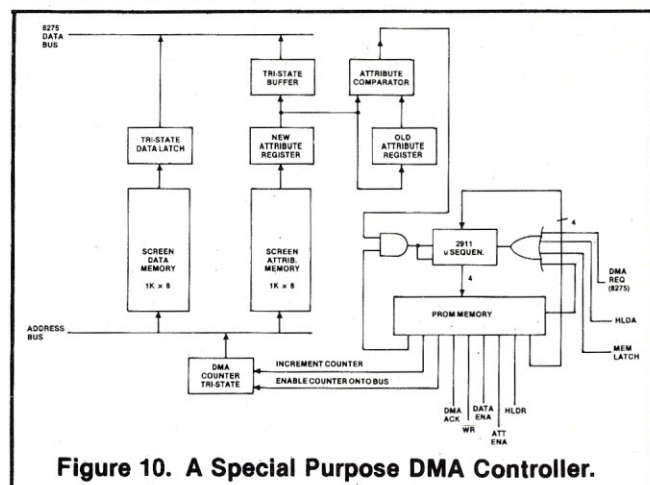 8275
DATA
BUS
TRI-STATE
BUFFER
ATTRIBUTE
COMPARATOR
TRI-STATE
DATA LATCH
NEW
ATTRIBUTE
REGISTER
OLD
ATTRIBUTE
REGISTER
SCREEN
DATA
MEMORY
1K × 8
SCREEN
ATTRIB.
MEMORY
1K × 8
4
2911
u SEQUEN.
4
DMA
REQ
(8275)
HLDA
MEM
LATCH
PROM MEMORY
ADDRESS
BUS
DMA
COUNTER
TRI-STATE
INCREMENT COUNTER
ENABLE COUNTER ONTO BUS
DMA
ACK
WR
DATA
ENA
ATT
ENA
HLDR
Figure 10. A Special Purpose DMA Controller.